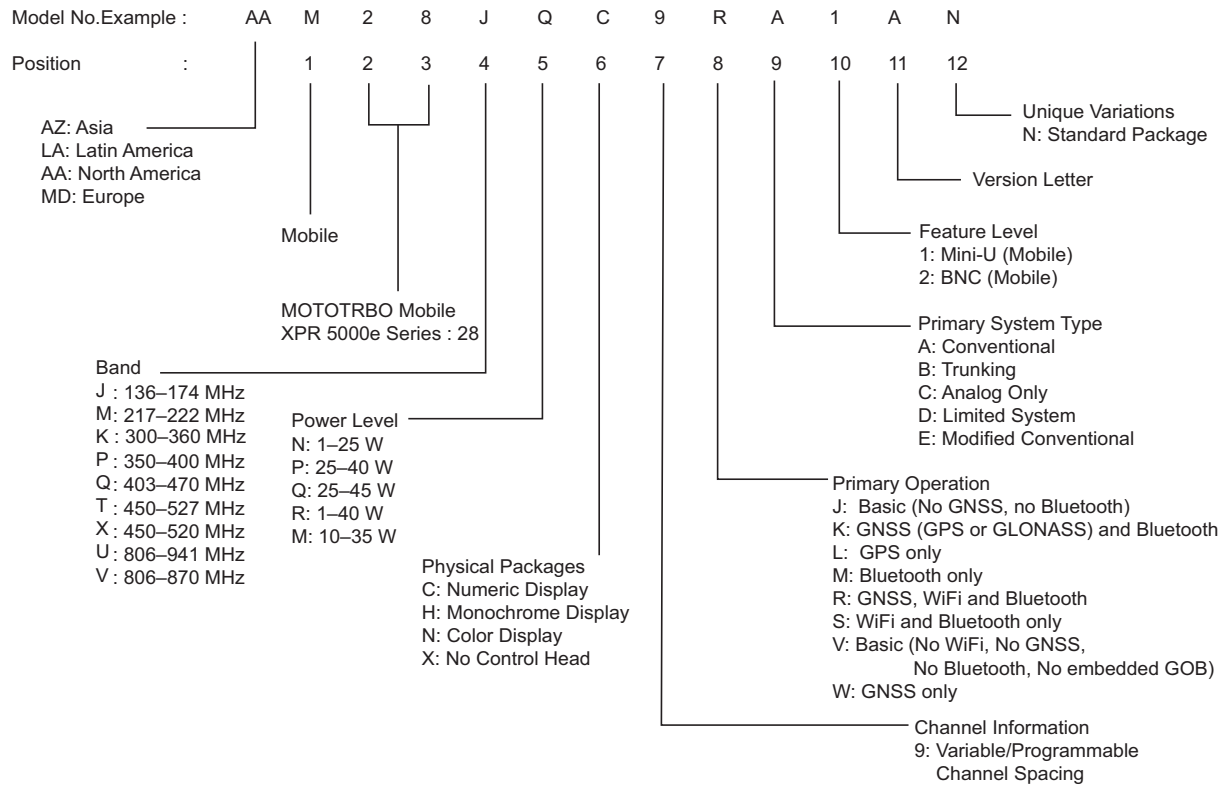 Model No.Example : AA M 2 8 J Q C 9 R A 1 A N
Position : 1 2 3 4 5 6 7 8 9 10 11 12
AZ: Asia
LA: Latin America
AA: North America
MD: Europe
Mobile
MOTOTRBO Mobile
XPR 5000e Series : 28
Band
J : 136–174 MHz
M: 217–222 MHz
K : 300–360 MHz
P : 350–400 MHz
Q : 403–470 MHz
T : 450–527 MHz
X : 450–520 MHz
U : 806–941 MHz
V : 806–870 MHz
Power Level
N: 1–25 W
P: 25–40 W
Q: 25–45 W
R: 1–40 W
M: 10–35 W
Physical Packages
C: Numeric Display
H: Monochrome Display
N: Color Display
X: No Control Head
Unique Variations
N: Standard Package
Version Letter
Feature Level
1: Mini-U (Mobile)
2: BNC (Mobile)
Primary System Type
A: Conventional
B: Trunking
C: Analog Only
D: Limited System
E: Modified Conventional
Primary Operation
J: Basic (No GNSS, no Bluetooth)
K: GNSS (GPS or GLONASS) and Bluetooth
L: GPS only
M: Bluetooth only
R: GNSS, WiFi and Bluetooth
S: WiFi and Bluetooth only
V: Basic (No WiFi, No GNSS,
No Bluetooth, No embedded GOB)
W: GNSS only
Channel Information
9: Variable/Programmable
Channel Spacing